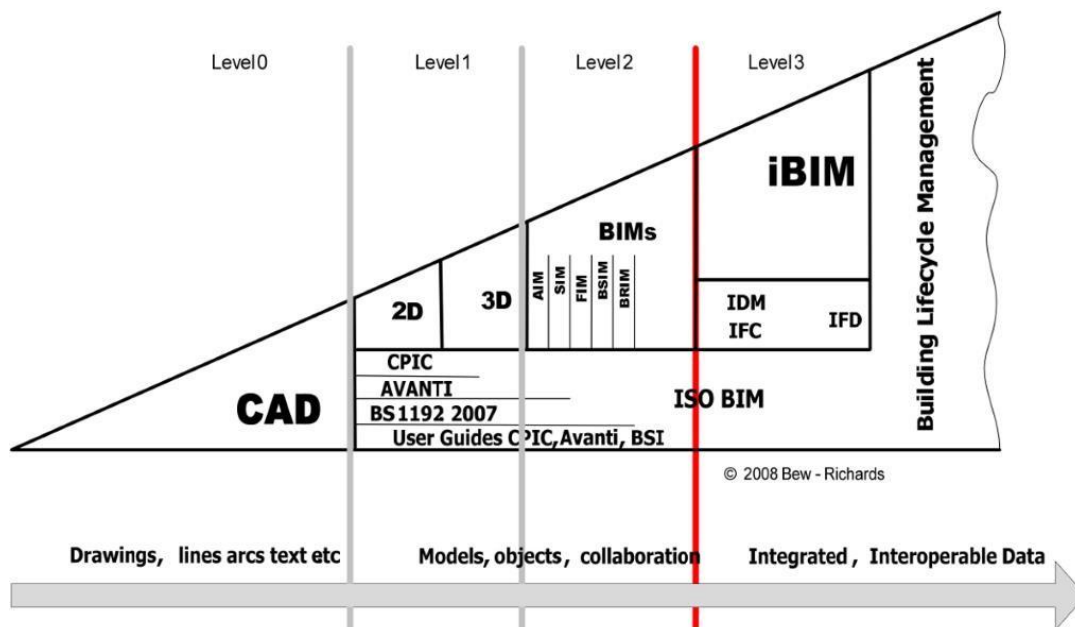 Level0
Level1
Level2
Level3
iBIM
Building Lifecycle Management
BIMs
AIM
SIM
FIM
BSIM
BRIM
2D
3D
IDM
IFC
IFD
CPIC
AVANTI
CAD
ISO BIM
BS1192 2007
User Guides CPIC,Avanti, BSI
© 2008 Bew - Richards
Drawings, lines arcs text etc
Models, objects, collaboration
Integrated, Interoperable Data